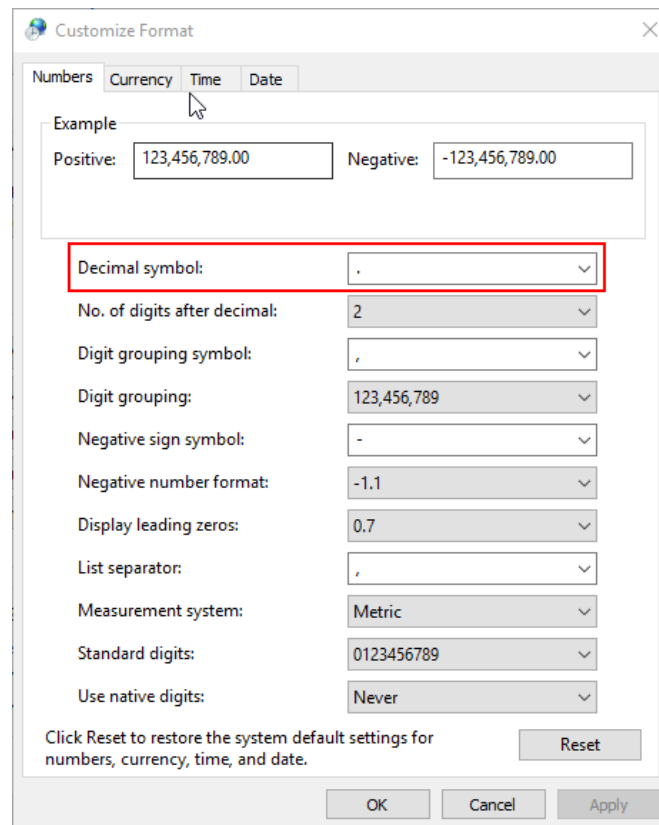 Customize Format
Numbers Currency Time Date
Example
Positive: 123,456,789.00 Negative: -123,456,789.00
Decimal symbol: .
No. of digits after decimal: 2
Digit grouping symbol: ,
Digit grouping: 123,456,789
Negative sign symbol: -
Negative number format: -1.1
Display leading zeros: 0.7
List separator: ,
Measurement system: Metric
Standard digits: 0123456789
Use native digits: Never
Click Reset to restore the system default settings for
numbers, currency, time, and date.
Reset
OK Cancel Apply